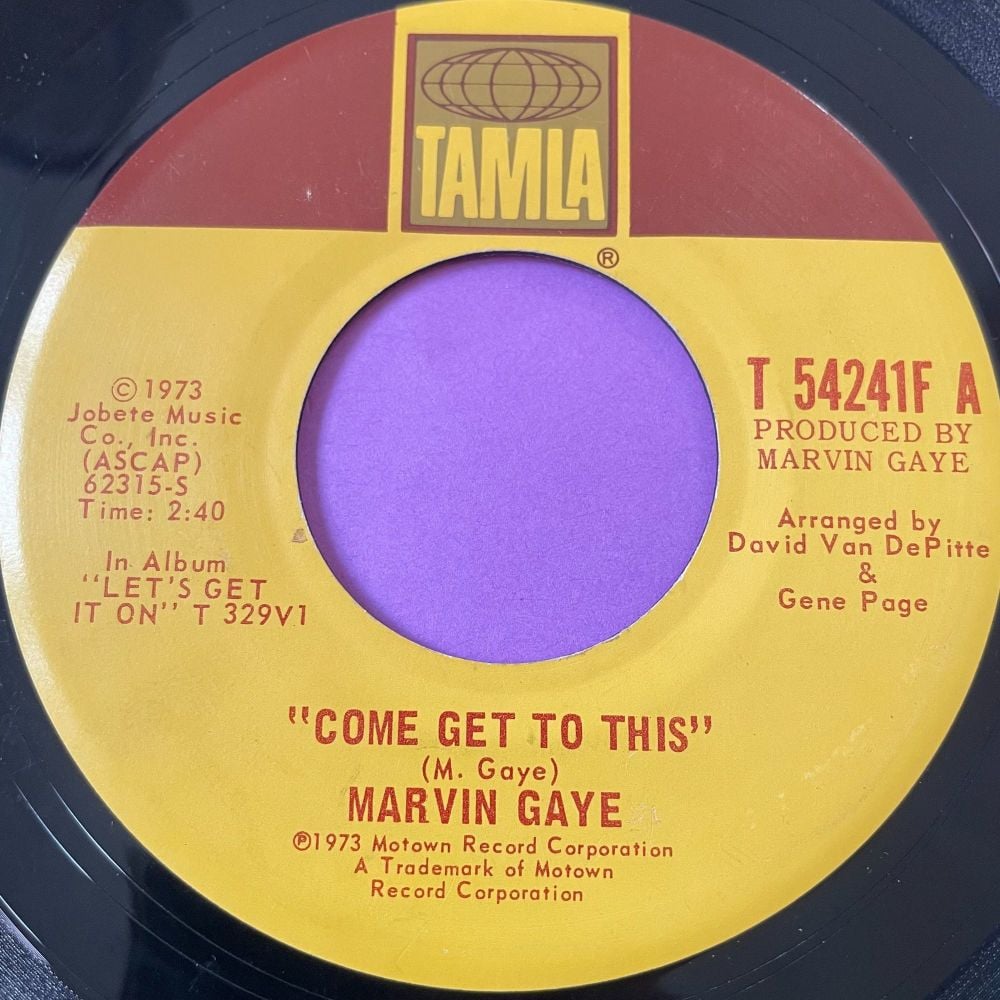 TAMLA
®
© 1973
Jobete Music
Co., Inc.
(ASCAP)
62315-S
Time: 2:40
In Album
"LET'S GET
IT ON" T 329V1
T 54241F A
PRODUCED BY
MARVIN GAYE
Arranged by
David Van DePitte
&
Gene Page
"COME GET TO THIS"
(M. Gaye)
MARVIN GAYE
℗1973 Motown Record Corporation
A Trademark of Motown
Record Corporation